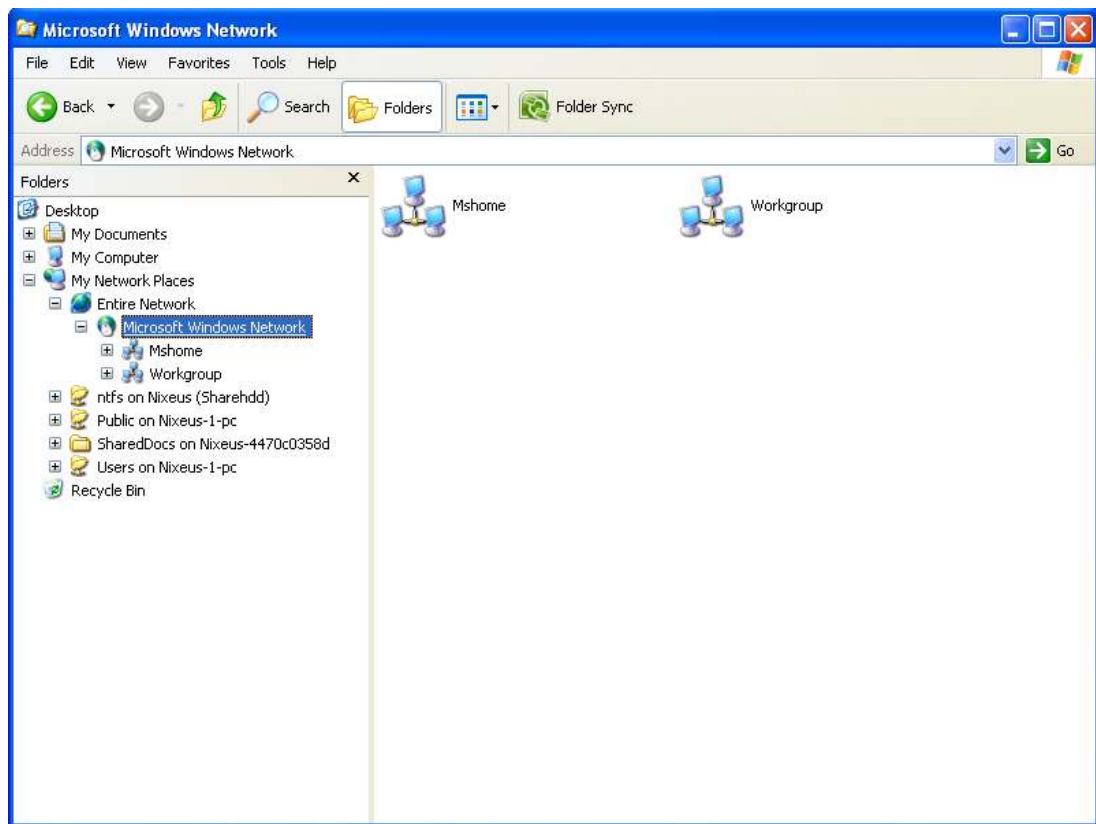 Microsoft Windows Network
File Edit View Favorites Tools Help
Back Search Folders Folder Sync
Address Microsoft Windows Network Go
Folders
Desktop
My Documents
My Computer
My Network Places
Entire Network
Microsoft Windows Network
Mshome
Workgroup
ntfs on Nixeus (Sharehdd)
Public on Nixeus-1-pc
SharedDocs on Nixeus-4470c0358d
Users on Nixeus-1-pc
Recycle Bin
Mshome Workgroup